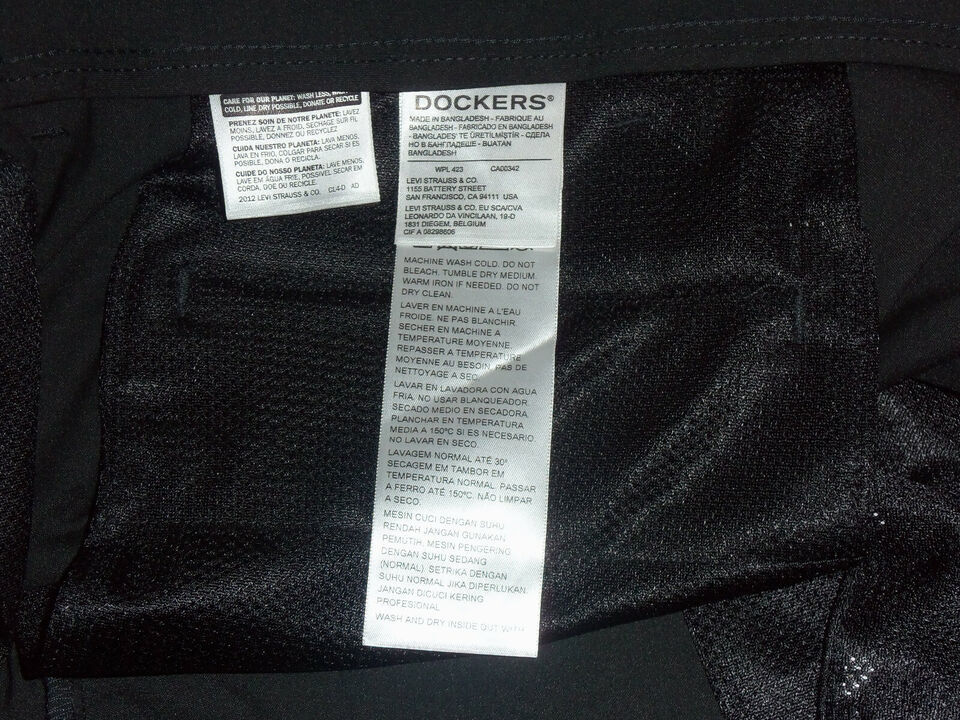 CARE FOR OUR PLANET: WASH LESS, WASH
COLD, LINE DRY POSSIBLE, DONATE OR RECYCLE
PRENEZ SOIN DE NOTRE PLANETE: LAVEZ
MOINS, LAVEZ A FROID, SECHAGE SUR FIL
POSSIBLE, DONNEZ OU RECYCLEZ
CUIDA NUESTRO PLANETA: LAVA MENOS,
LAVA EN FRIO, COLGAR PARA SECAR SI ES
POSIBLE, DONA O RECICLA.
CUIDE DO NOSSO PLANETA: LAVE MENOS,
LAVE EM ÁGUA FRIE, POSSIVEL SECAR EM
CORDA, DOE OU RECICLE.
2012 LEVI STRAUSS & CO. CL4-D AD
DOCKERS®
MADE IN BANGLADESH - FABRIQUE AU
BANGLADESH - FABRICADO EN BANGLADESH
- BANGLADES' TE ÜRETİLMİŞTİR - СДЕЛА
НО В БАНГЛАДЕШЕ - BUATAN
BANGLADESH
WPL 423 CA00342
LEVI STRAUSS & CO.
1155 BATTERY STREET
SAN FRANCISCO, CA 94111 USA
LEVI STRAUSS & CO. EU SCA/CVA
LEONARDO DA VINCILAAN, 19-D
1831 DIEGEM, BELGIUM
CIF A 08298606
MACHINE WASH COLD. DO NOT
BLEACH. TUMBLE DRY MEDIUM.
WARM IRON IF NEEDED. DO NOT
DRY CLEAN.
LAVER EN MACHINE A L'EAU
FROIDE. NE PAS BLANCHIR.
SECHER EN MACHINE A
TEMPERATURE MOYENNE.
REPASSER A TEMPERATURE
MOYENNE AU BESOIN. PAS DE
NETTOYAGE A SEC.
LAVAR EN LAVADORA CON AGUA
FRIA. NO USAR BLANQUEADOR.
SECADO MEDIO EN SECADORA.
PLANCHAR EN TEMPERATURA
MEDIA A 150ºC SI ES NECESARIO.
NO LAVAR EN SECO.
LAVAGEM NORMAL ATÉ 30º
SECAGEM EM TAMBOR EM
TEMPERATURA NORMAL. PASSAR
A FERRO ATÉ 150ºC. NÃO LIMPAR
A SECO.
MESIN CUCI DENGAN SUHU
RENDAH JANGAN GUNAKAN
PEMUTIH. MESIN PENGERING
DENGAN SUHU SEDANG
(NORMAL). SETRIKA DENGAN
SUHU NORMAL JIKA DIPERLUKAN.
JANGAN DICUCI KERING
PROFESIONAL
WASH AND DRY INSIDE OUT WITH